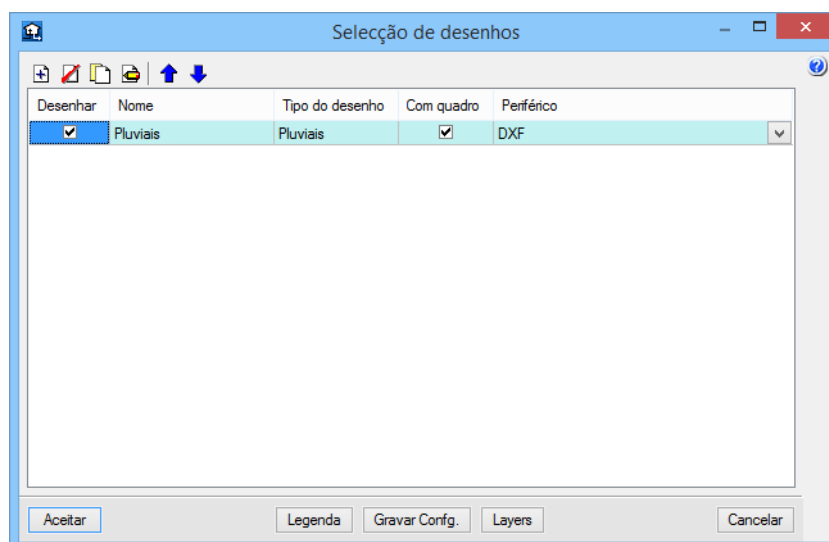 Selecção de desenhos
Desenhar Nome Tipo do desenho Com quadro Periférico
Pluviais Pluviais DXF
Aceitar Legenda Gravar Confg. Layers Cancelar